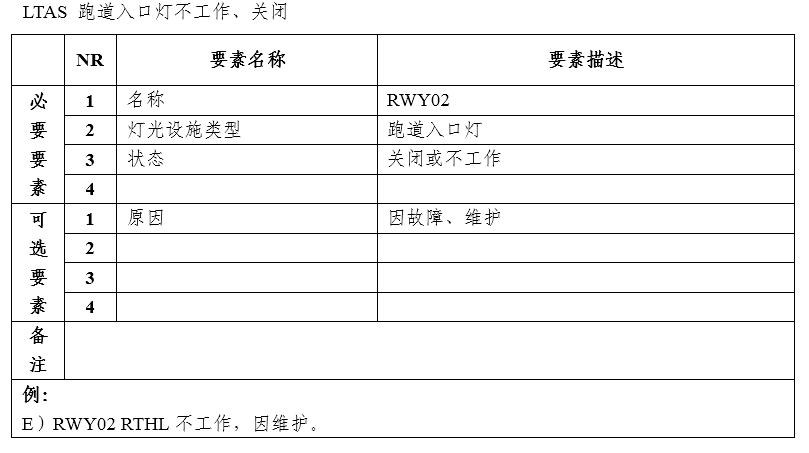 LTAS 跑道入口灯不工作、关闭
NR 要素名称 要素描述
必要要素
1 名称 RWY02
2 灯光设施类型 跑道入口灯
3 状态 关闭或不工作
4
可选要素
1 原因 因故障、维护
2
3
4
备注
例：
E）RWY02 RTHL 不工作，因维护。